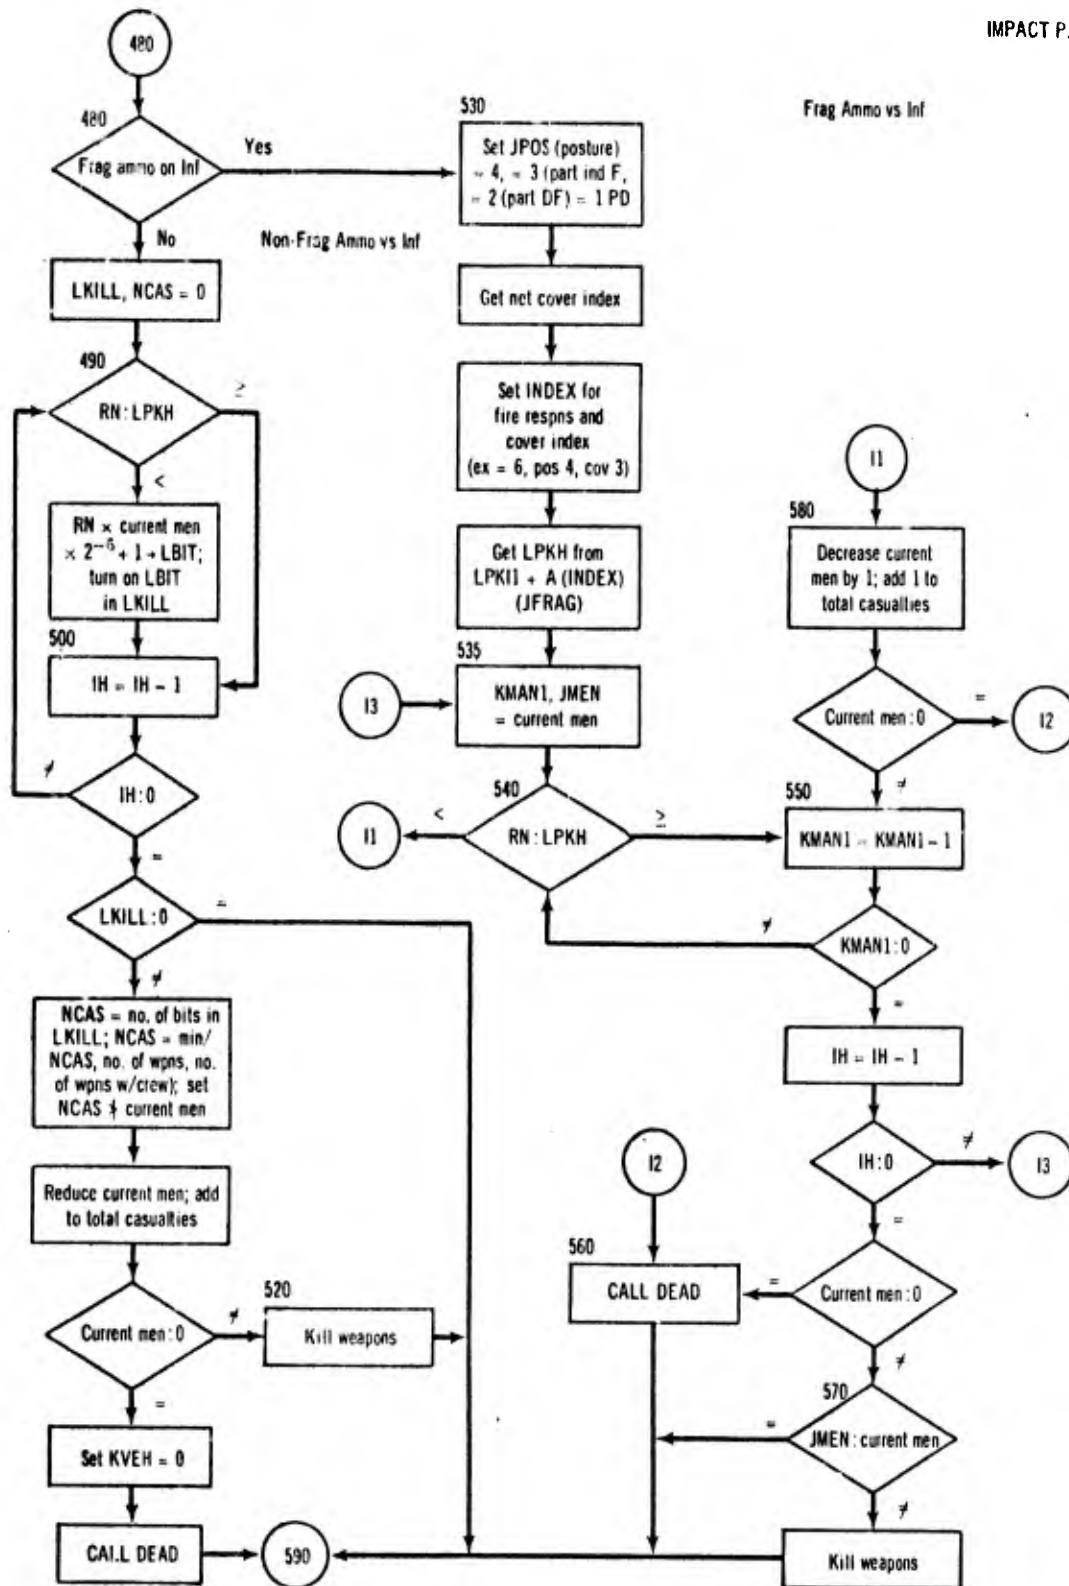 IMPACT P.
480
480
Frag ammo on Inf
Yes
No
Non-Frag Ammo vs Inf
Frag Ammo vs Inf
LKILL, NCAS = 0
490
RN : LPKH
≥
<
RN × current men
× 2⁻⁶ + 1 → LBIT;
turn on LBIT
in LKILL
500
IH = IH - 1
≠
IH : 0
=
LKILL : 0
=
≠
NCAS = no. of bits in
LKILL; NCAS = min/
NCAS, no. of wpns, no.
of wpns w/crew); set
NCAS ≯ current men
Reduce current men; add
to total casualties
Current men : 0
≠
520
Kill weapons
=
Set KVEH = 0
CALL DEAD
590
530
Set JPOS (posture)
= 4, = 3 (part ind F,
= 2 (part DF) = 1 PD
Get net cover index
Set INDEX for
fire respns and
cover index
(ex = 6, pos 4, cov 3)
Get LPKH from
LPKI1 + A (INDEX)
(JFRAG)
535
I3
KMAN1, JMEN
= current men
540
<
I1
RN : LPKH
≥
I1
580
Decrease current
men by 1; add 1 to
total casualties
Current men : 0
=
I2
≠
550
KMAN1 = KMAN1 - 1
≠
KMAN1 : 0
=
IH = IH - 1
IH : 0
≠
I3
=
I2
560
CALL DEAD
=
Current men : 0
≠
570
=
JMEN : current men
≠
Kill weapons